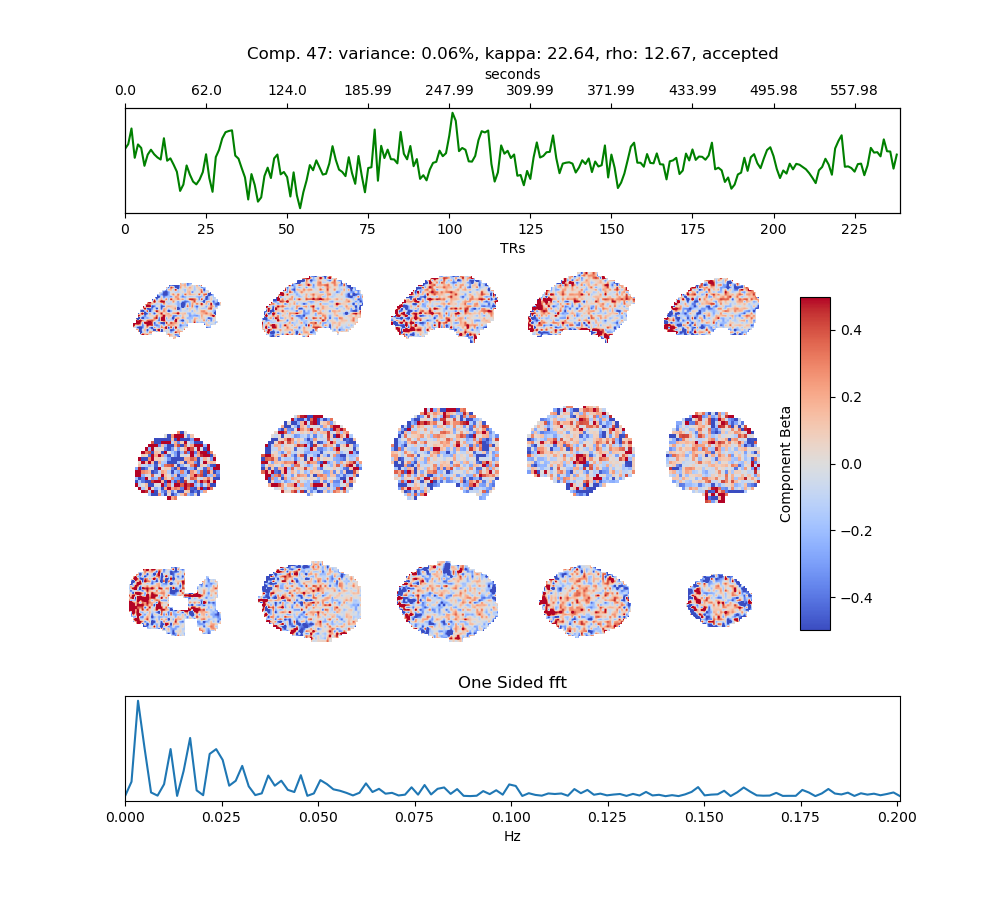 Comp. 47: variance: 0.06%, kappa: 22.64, rho: 12.67, accepted
seconds
0.0 62.0 124.0 185.99 247.99 309.99 371.99 433.99 495.98 557.98
0 25 50 75 100 125 150 175 200 225
TRs
Component Beta
0.4
0.2
0.0
−0.2
−0.4
One Sided fft
0.000 0.025 0.050 0.075 0.100 0.125 0.150 0.175 0.200
Hz